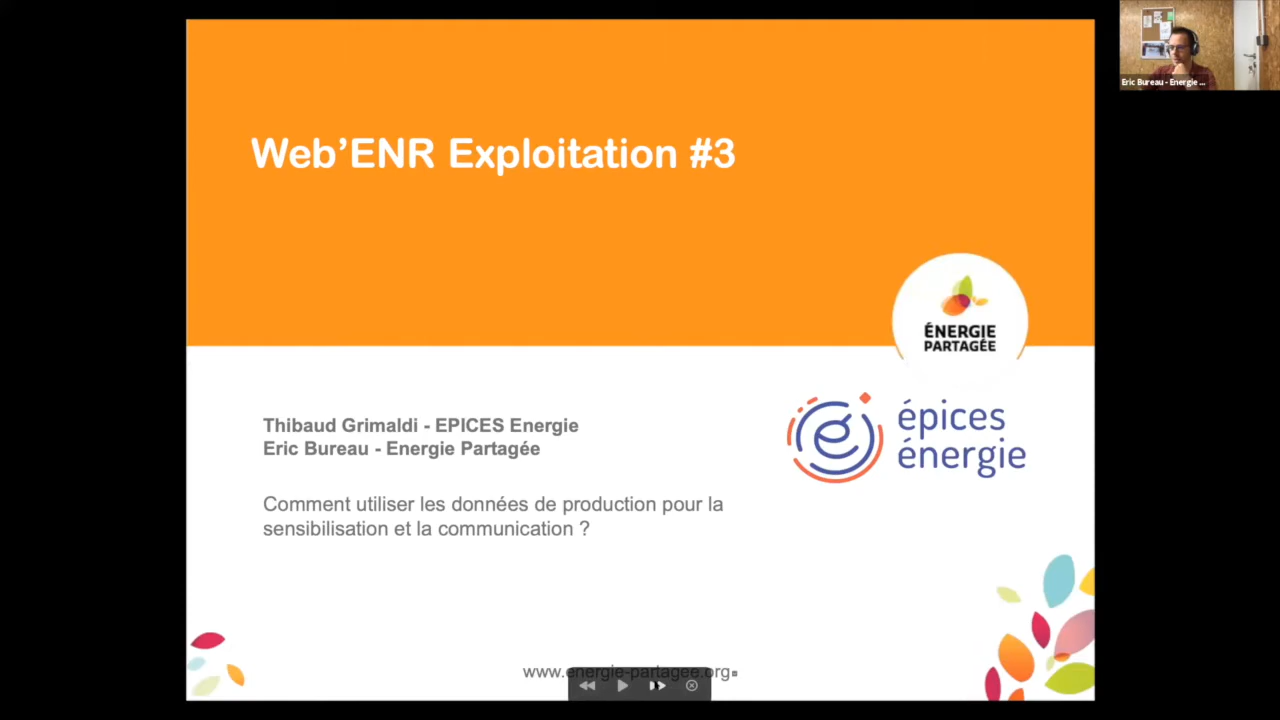 Web’ENR Exploitation #3
Eric Bureau - Energie ...
ÉNERGIE
PARTAGÉE
épices
énergie
Thibaud Grimaldi - EPICES Energie
Eric Bureau - Energie Partagée
Comment utiliser les données de production pour la
sensibilisation et la communication ?
www.energie-partagee.org